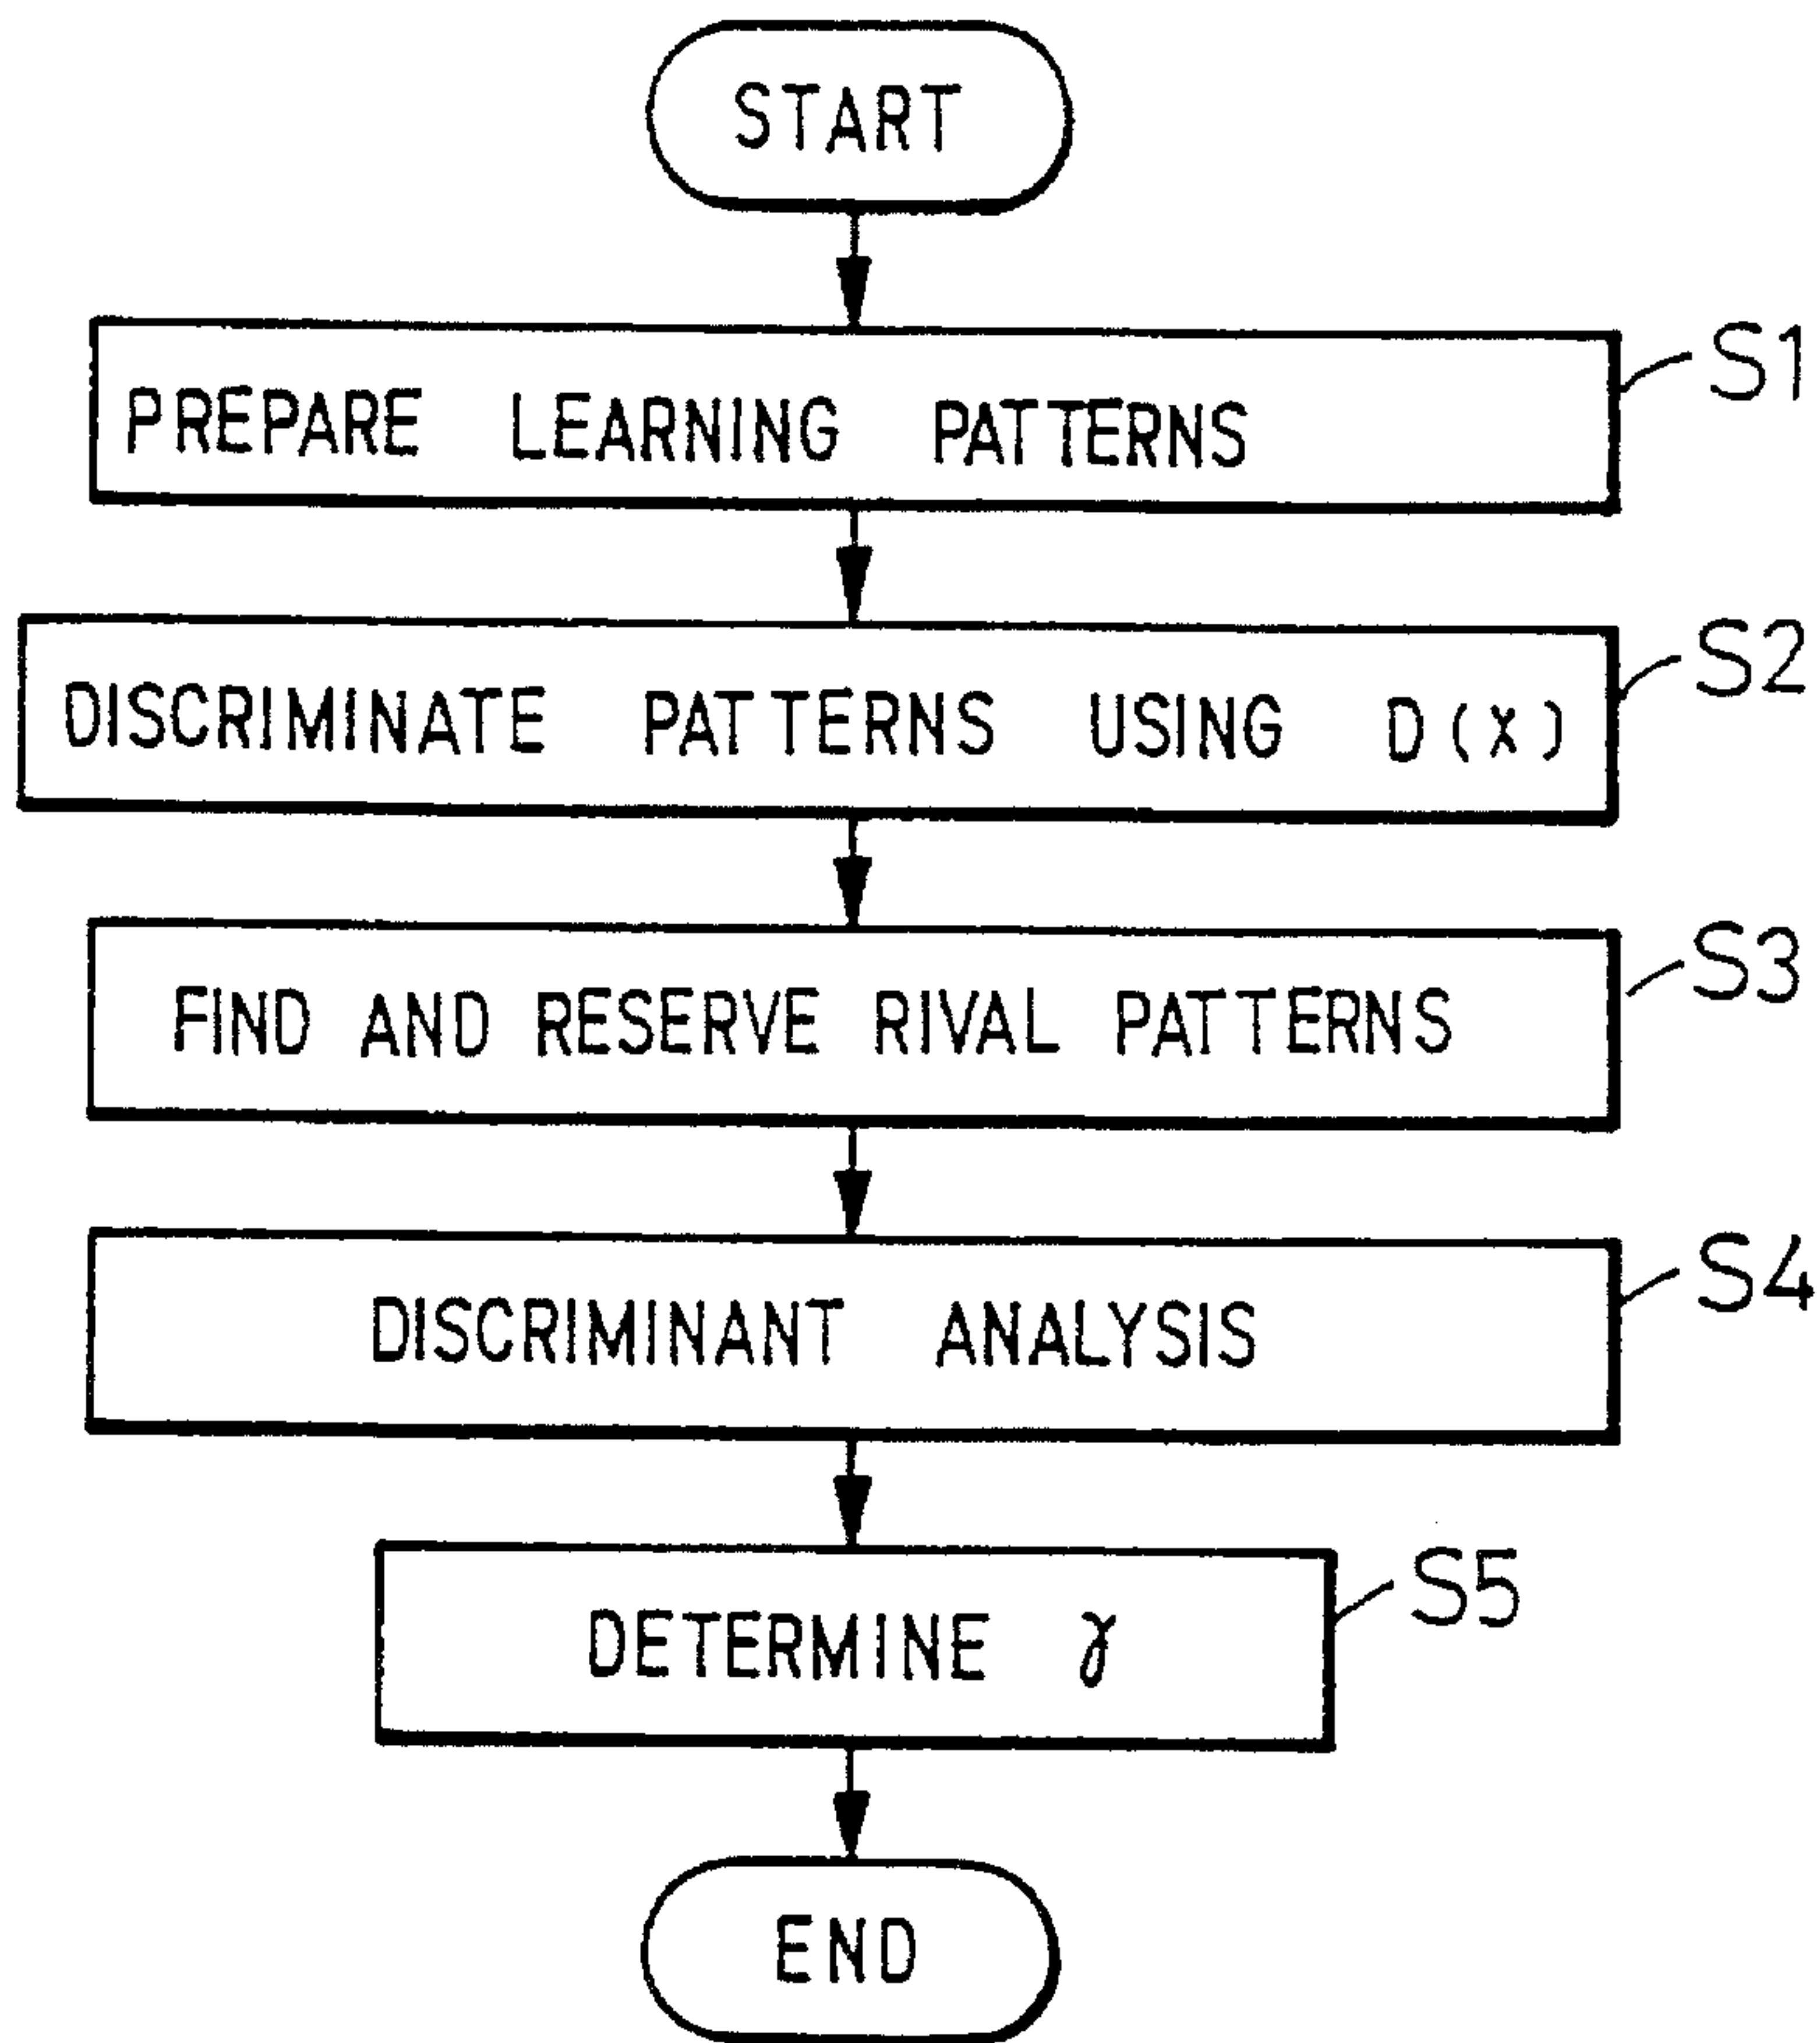 START
PREPARE LEARNING PATTERNS
S1
DISCRIMINATE PATTERNS USING D(x)
S2
FIND AND RESERVE RIVAL PATTERNS
S3
DISCRIMINANT ANALYSIS
S4
DETERMINE γ
S5
END